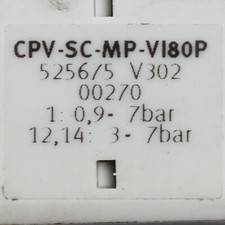 CPV-SC-MP-VI80P
525675 V302
00270
1: 0,9- 7bar
12,14: 3- 7bar